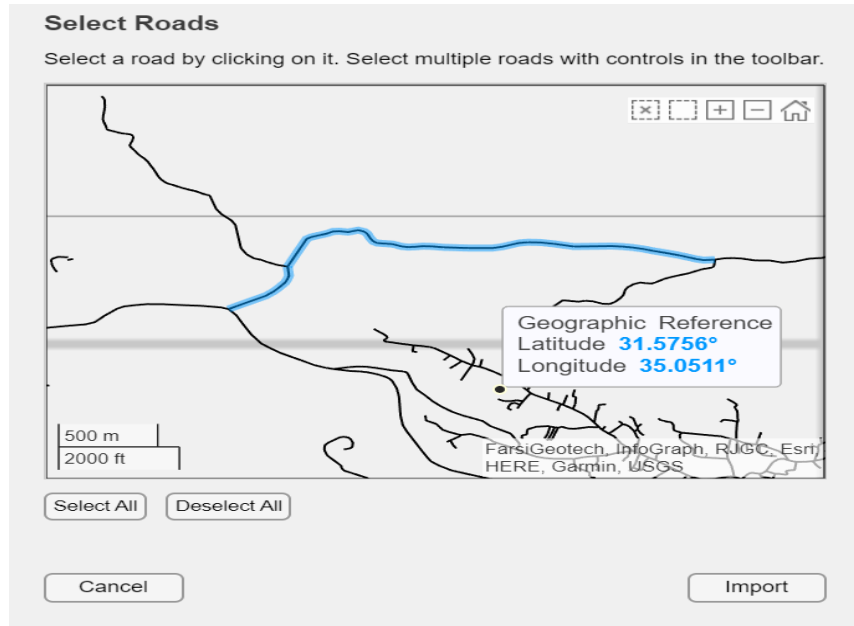 Select Roads
Select a road by clicking on it. Select multiple roads with controls in the toolbar.
Geographic Reference
Latitude 31.5756°
Longitude 35.0511°
500 m
2000 ft
FarsiGeotech, InfoGraph, RJGC, Esri,
HERE, Garmin, USGS
Select All
Deselect All
Cancel
Import